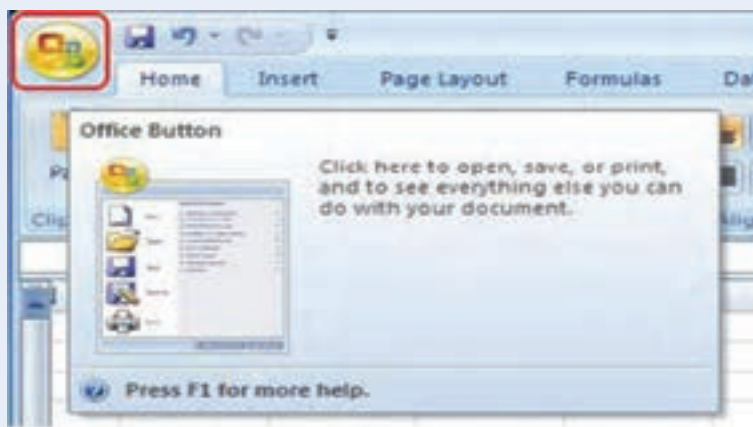 Home Insert Page Layout Formulas Da
Office Button
Click here to open, save, or print,
and to see everything else you can
do with your document.
Press F1 for more help.